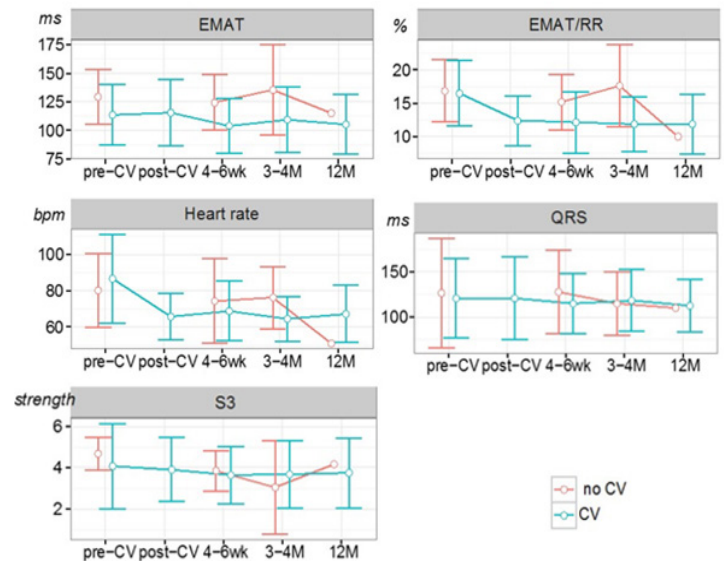 ms EMAT
175
150
125
100
75
pre-CV post-CV 4-6wk 3-4M 12M
% EMAT/RR
20
15
10
pre-CV post-CV 4-6wk 3-4M 12M
bpm Heart rate
100
80
60
pre-CV post-CV 4-6wk 3-4M 12M
ms QRS
150
100
pre-CV post-CV 4-6wk 3-4M 12M
strength S3
6
4
2
pre-CV post-CV 4-6wk 3-4M 12M
no CV
CV